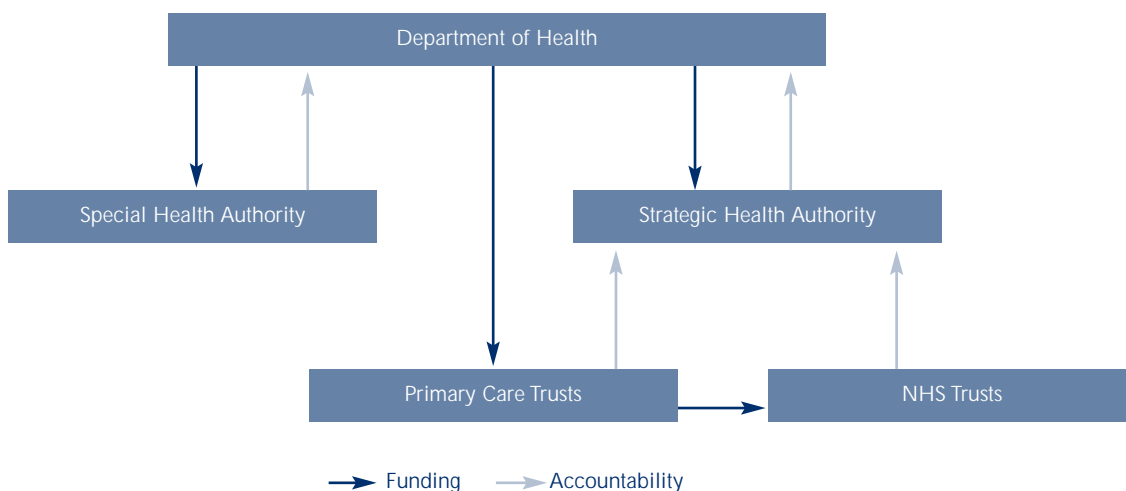 Department of Health
Special Health Authority
Strategic Health Authority
Primary Care Trusts
NHS Trusts
Funding
Accountability